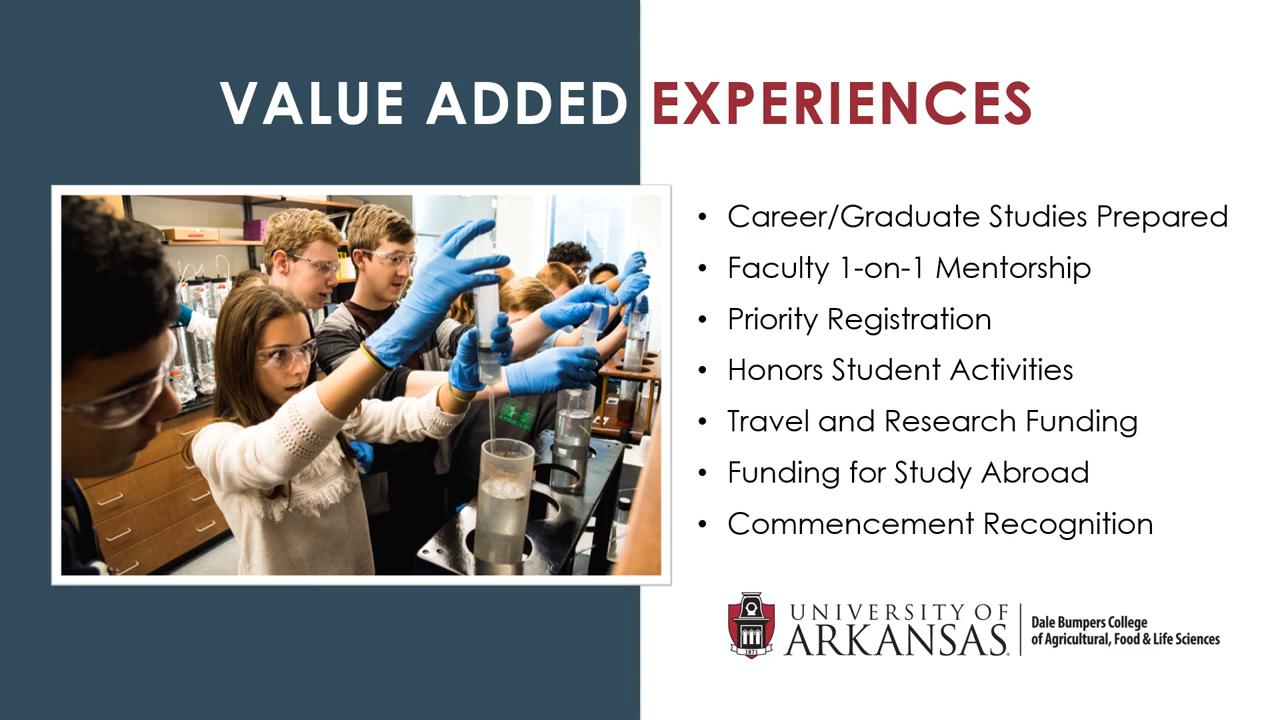 VALUE ADDED EXPERIENCES
• Career/Graduate Studies Prepared
• Faculty 1-on-1 Mentorship
• Priority Registration
• Honors Student Activities
• Travel and Research Funding
• Funding for Study Abroad
• Commencement Recognition
UNIVERSITY OF
ARKANSAS®
Dale Bumpers College
of Agricultural, Food & Life Sciences
1871